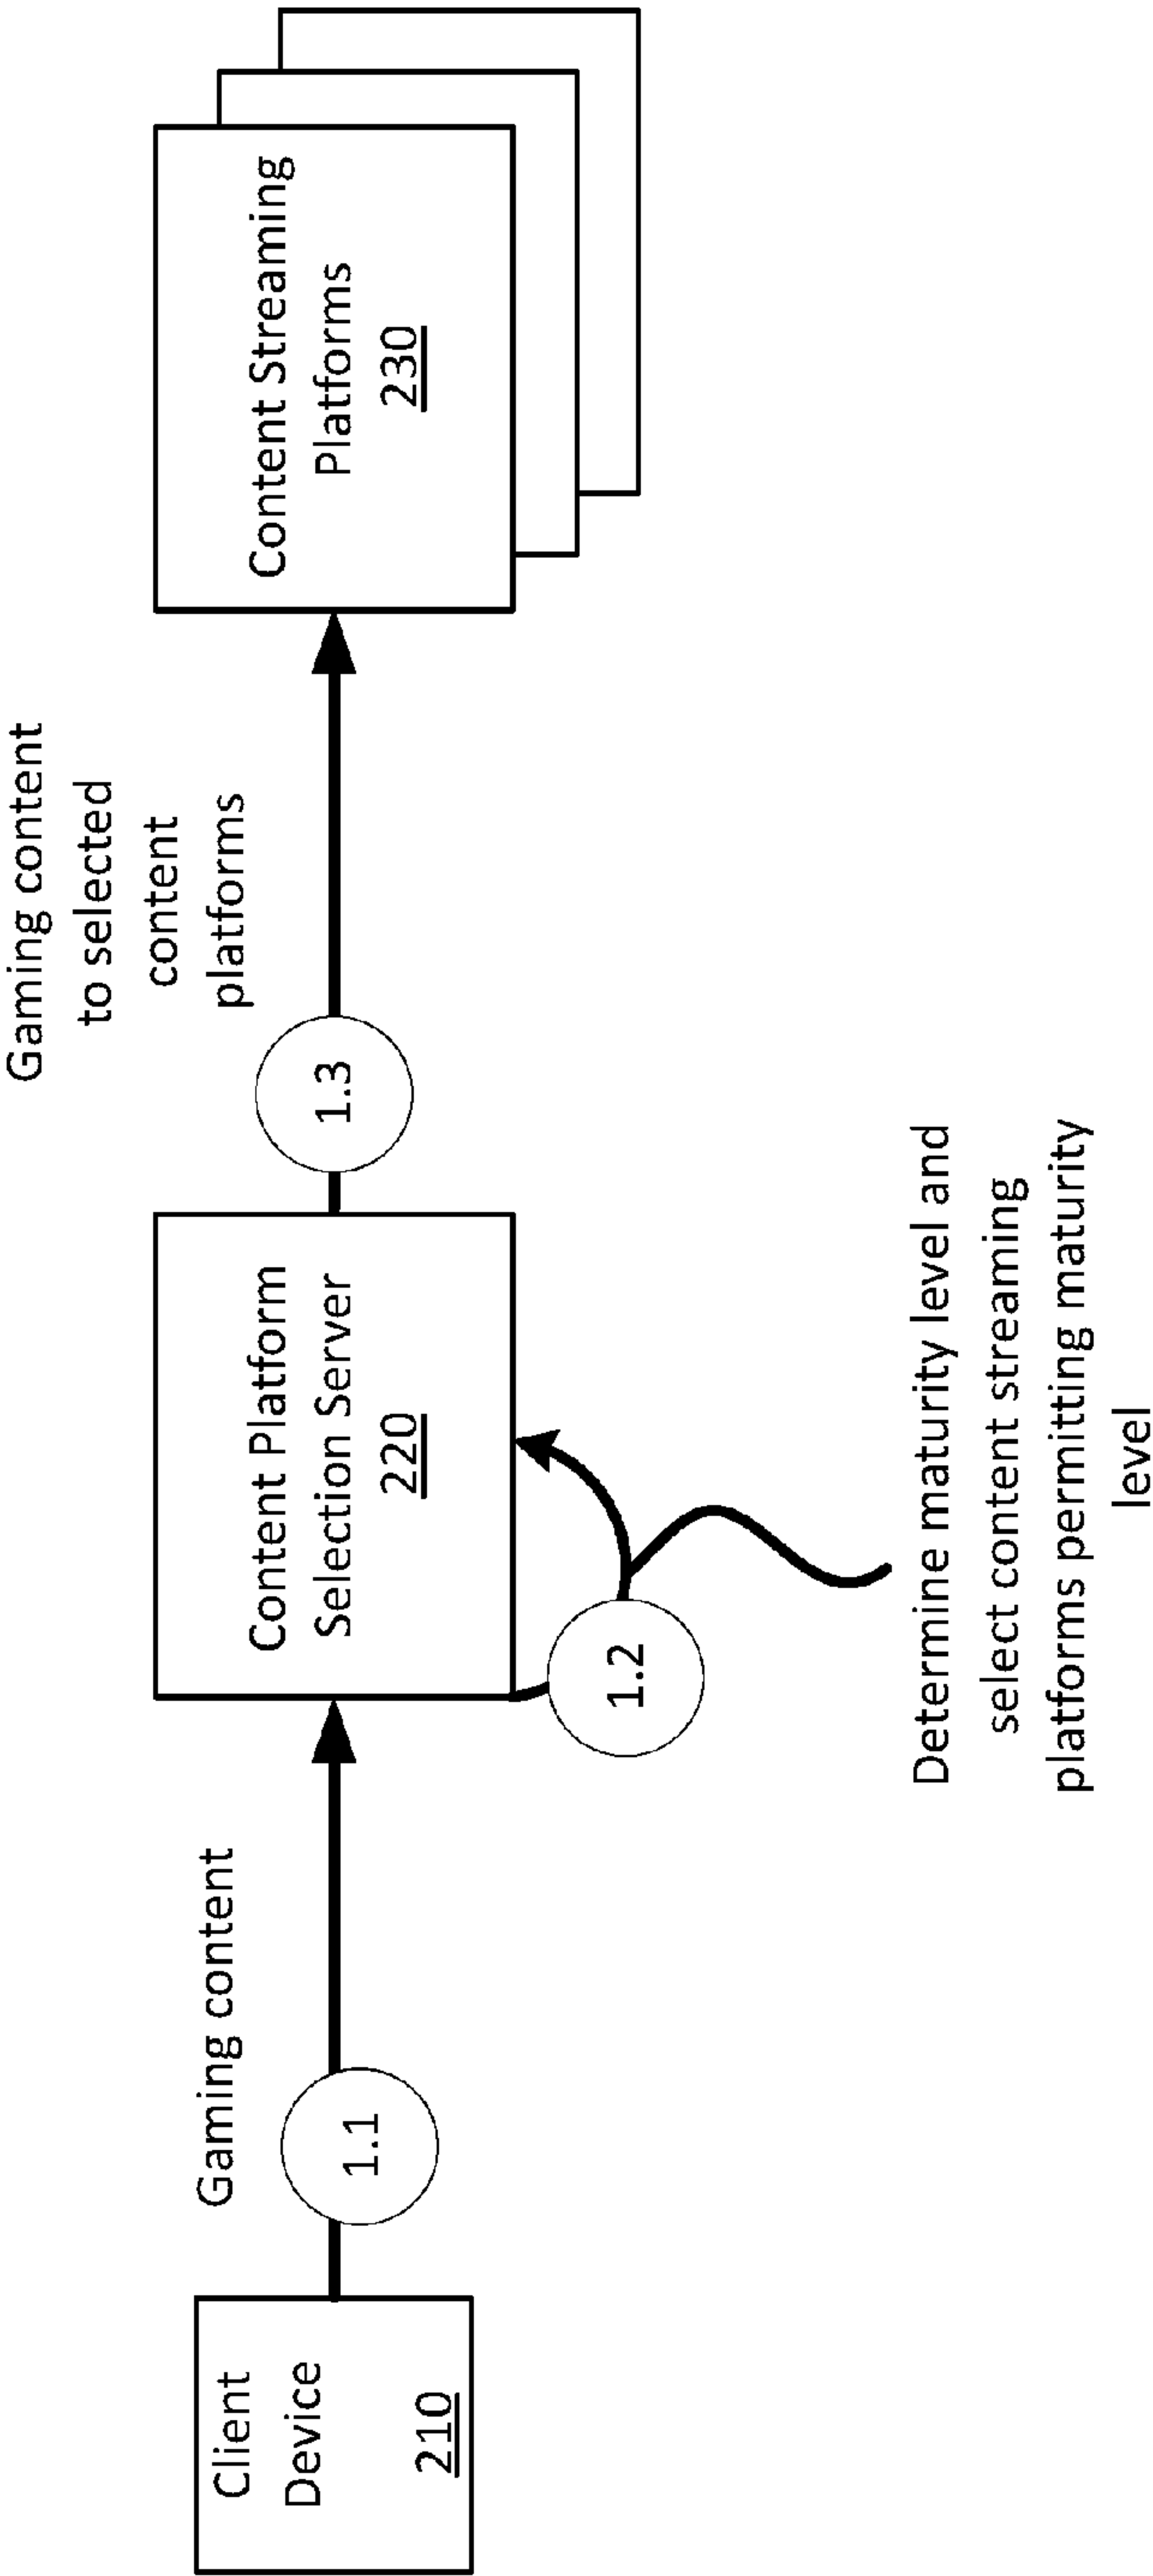 Client
Device
210
Gaming content
1.1
Content Platform
Selection Server
220
1.2
Determine maturity level and
select content streaming
platforms permitting maturity
level
1.3
Gaming content
to selected
content
platforms
Content Streaming
Platforms
230